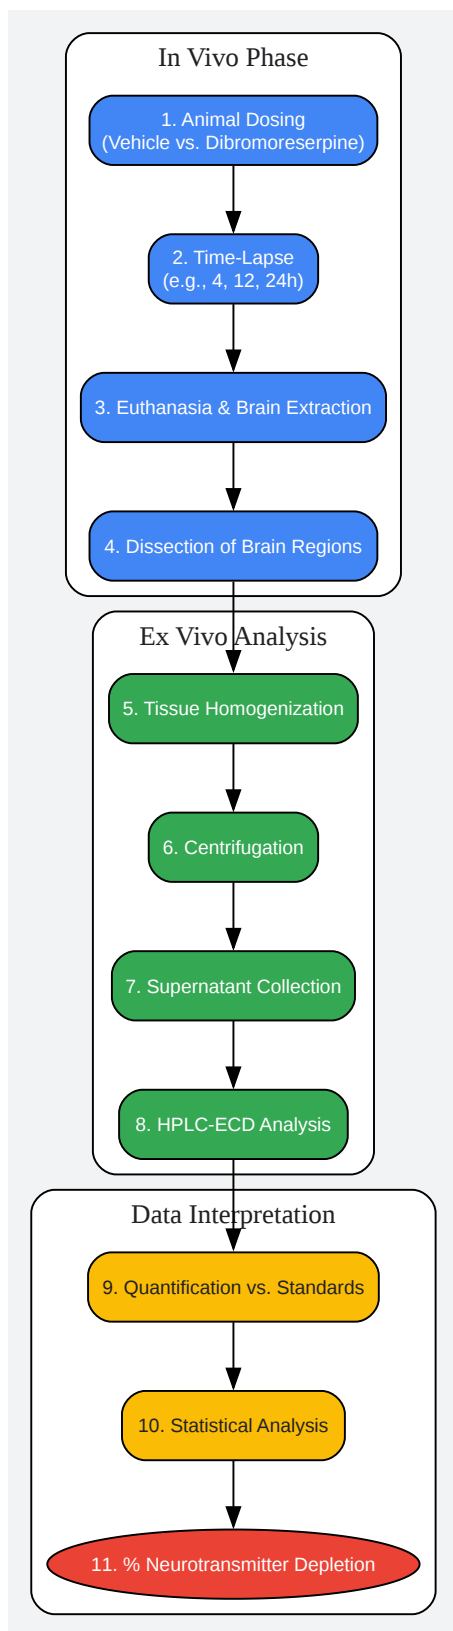 In Vivo Phase
1. Animal Dosing
(Vehicle vs. Dibromoreserpine)
2. Time-Lapse
(e.g., 4, 12, 24h)
3. Euthanasia & Brain Extraction
4. Dissection of Brain Regions
Ex Vivo Analysis
5. Tissue Homogenization
6. Centrifugation
7. Supernatant Collection
8. HPLC-ECD Analysis
Data Interpretation
9. Quantification vs. Standards
10. Statistical Analysis
11. % Neurotransmitter Depletion